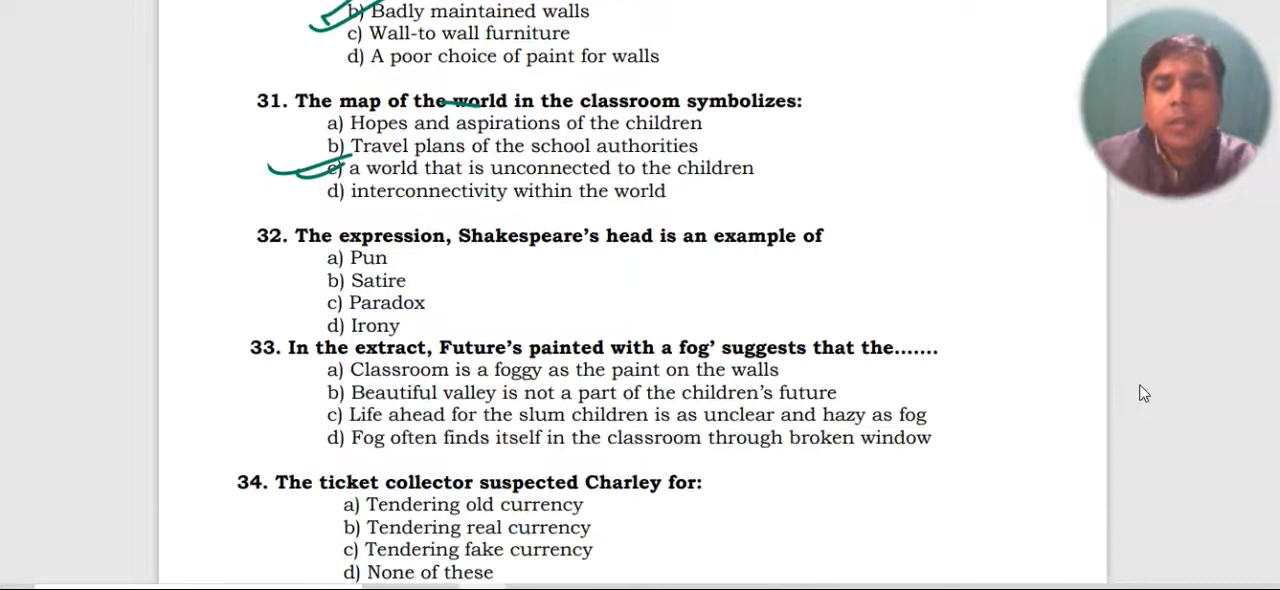 b) Badly maintained walls
c) Wall-to wall furniture
d) A poor choice of paint for walls
31. The map of the world in the classroom symbolizes:
a) Hopes and aspirations of the children
b) Travel plans of the school authorities
c) a world that is unconnected to the children
d) interconnectivity within the world
32. The expression, Shakespeare's head is an example of
a) Pun
b) Satire
c) Paradox
d) Irony
33. In the extract, Future's painted with a fog' suggests that the.......
a) Classroom is a foggy as the paint on the walls
b) Beautiful valley is not a part of the children's future
c) Life ahead for the slum children is as unclear and hazy as fog
d) Fog often finds itself in the classroom through broken window
34. The ticket collector suspected Charley for:
a) Tendering old currency
b) Tendering real currency
c) Tendering fake currency
d) None of these